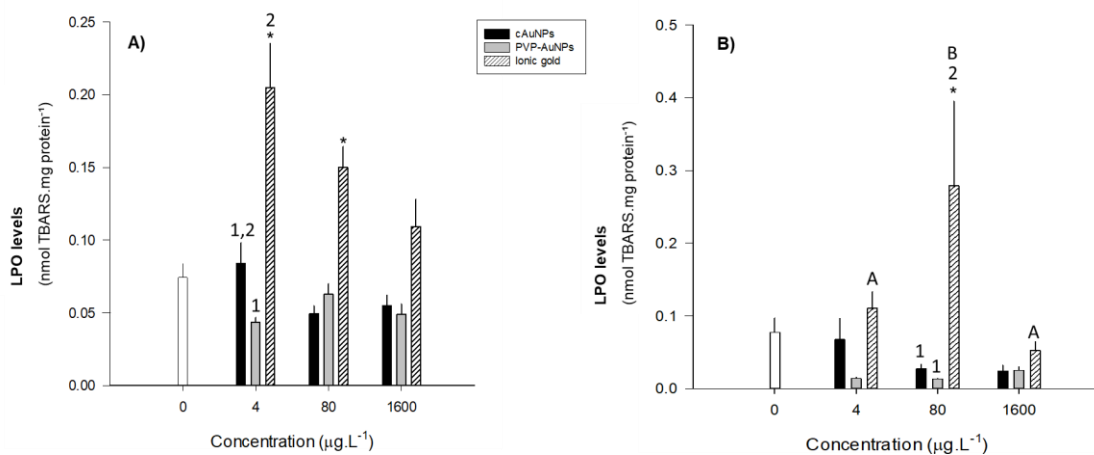 A)
2
*
*
1,2
1
0.25
0.20
0.15
0.10
0.05
0.00
LPO levels
(nmol TBARS.mg protein⁻¹)
0 4 80 1600
Concentration (µg.L⁻¹)
cAuNPs
PVP-AuNPs
Ionic gold
B)
B
2
*
A
1
1
A
0.5
0.4
0.3
0.2
0.1
0.0
LPO levels
(nmol TBARS.mg protein⁻¹)
0 4 80 1600
Concentration (µg.L⁻¹)